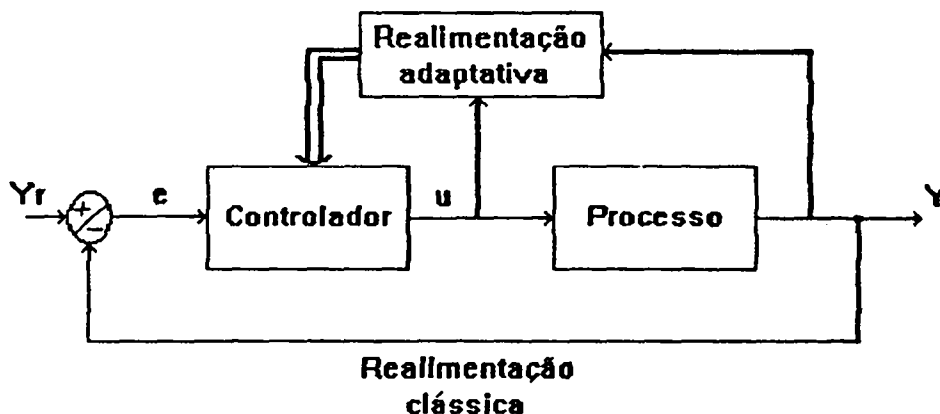 Realimentação
adaptativa
Yr
+
−
e
Controlador
u
Processo
Y
Realimentação
clássica